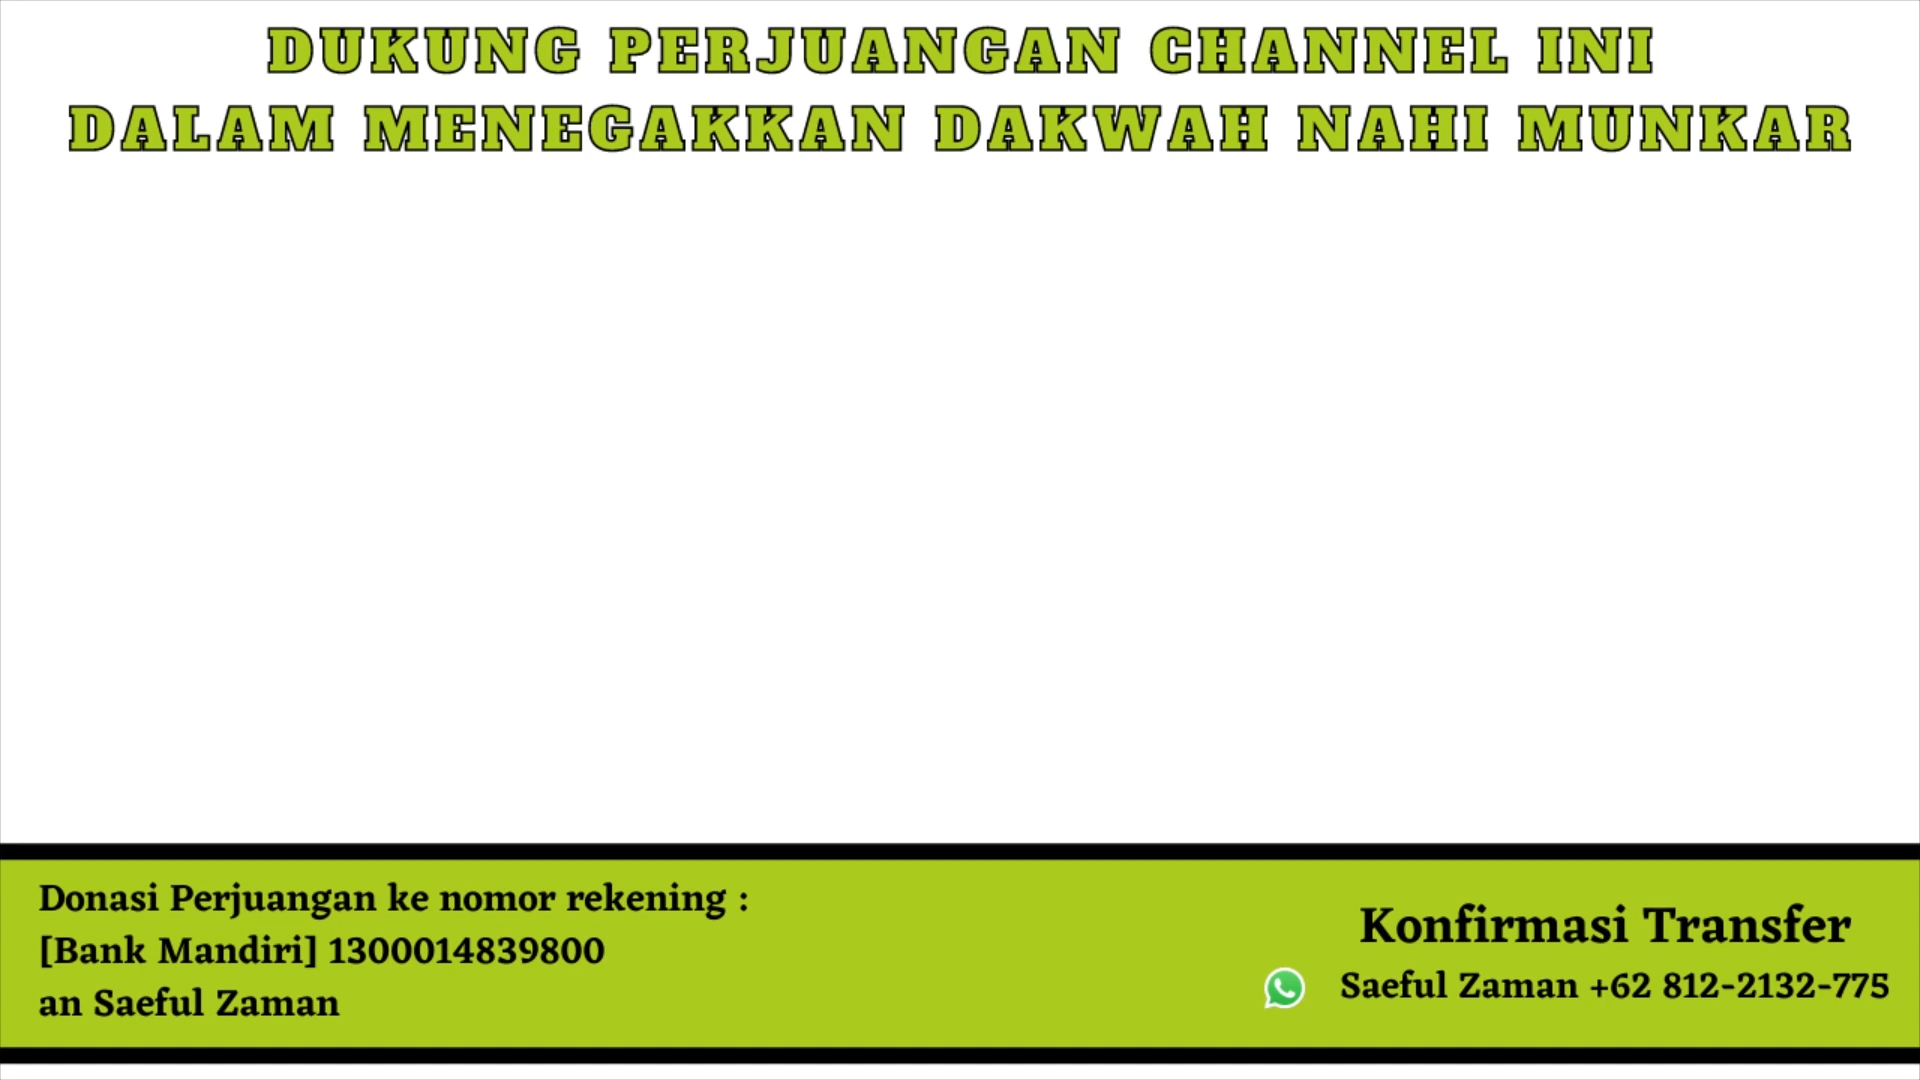 DUKUNG PERJUANGAN CHANNEL INI
DALAM MENEGAKKAN DAKWAH NAHI MUNKAR
Donasi Perjuangan ke nomor rekening :
[Bank Mandiri] 1300014839800
an Saeful Zaman
Konfirmasi Transfer
Saeful Zaman +62 812-2132-775